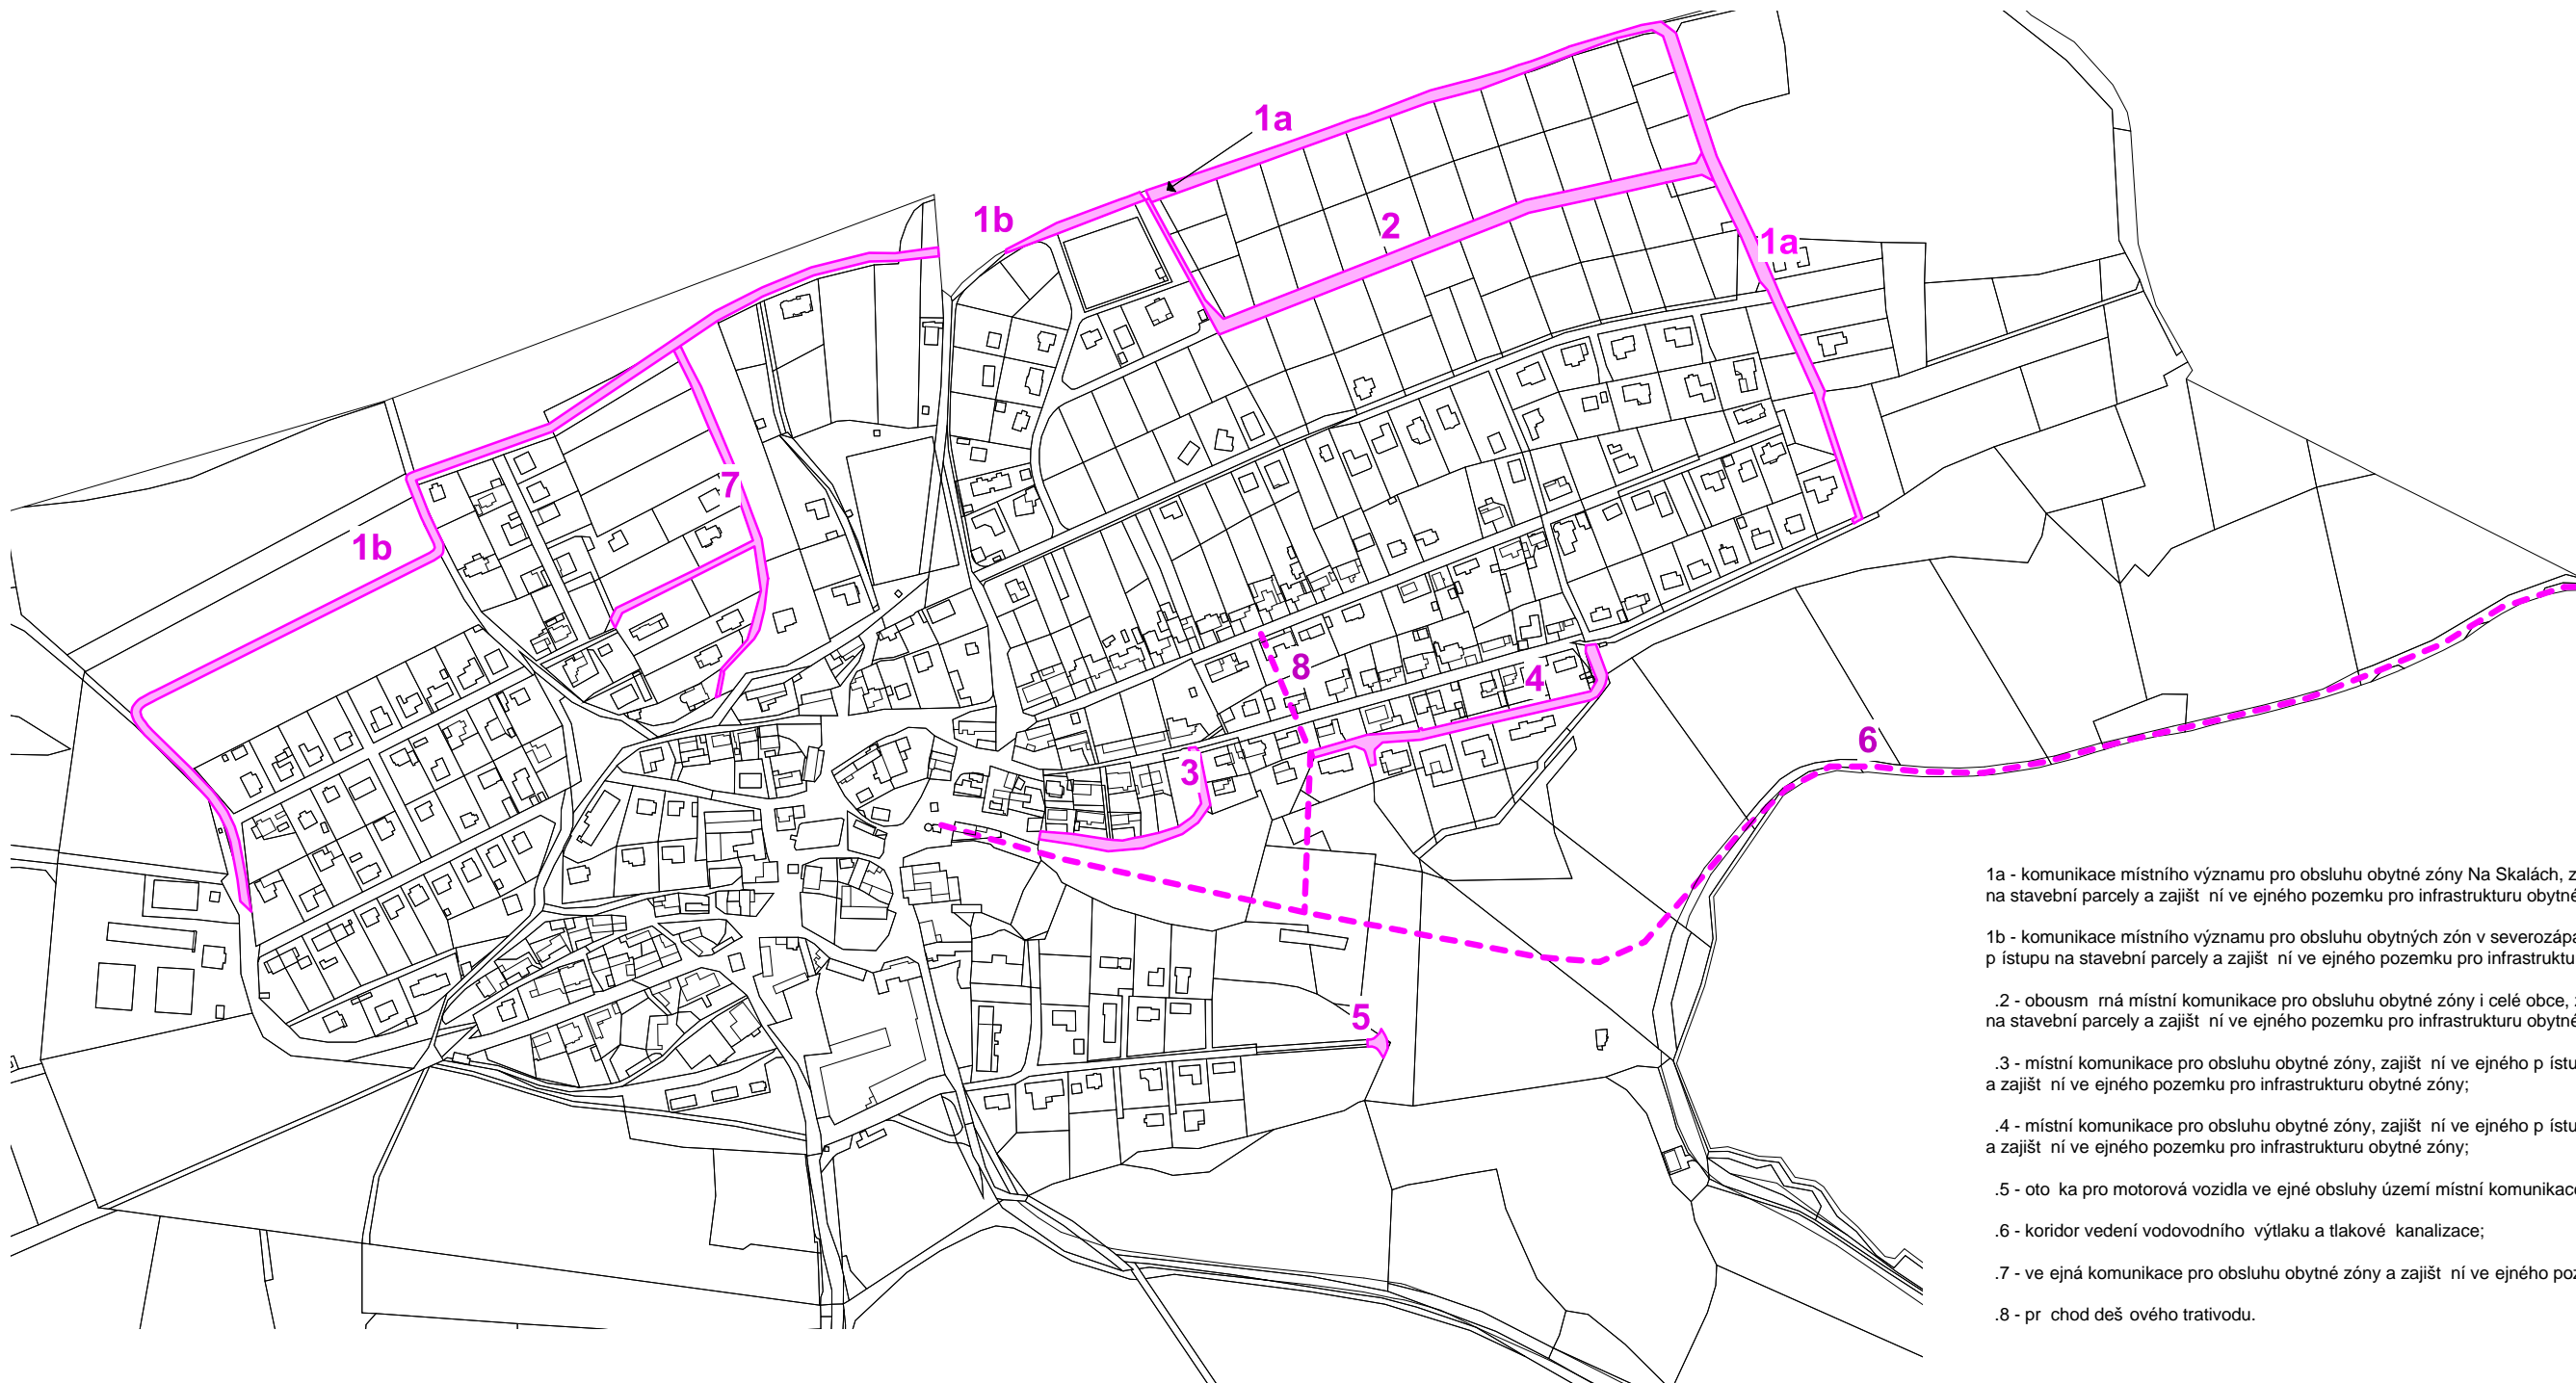 1a
1b
2
1a
7
1b
8
4
6
3
5
1a - komunikace místního významu pro obsluhu obytné zóny Na Skalách, z
na stavební parcely a zajišt ní ve ejného pozemku pro infrastrukturu obytné
1b - komunikace místního významu pro obsluhu obytných zón v severozápa
p ístupu na stavební parcely a zajišt ní ve ejného pozemku pro infrastruktu
.2 - obousm rná místní komunikace pro obsluhu obytné zóny i celé obce, z
na stavební parcely a zajišt ní ve ejného pozemku pro infrastrukturu obytné
.3 - místní komunikace pro obsluhu obytné zóny, zajišt ní ve ejného p ístu
a zajišt ní ve ejného pozemku pro infrastrukturu obytné zóny;
.4 - místní komunikace pro obsluhu obytné zóny, zajišt ní ve ejného p ístu
a zajišt ní ve ejného pozemku pro infrastrukturu obytné zóny;
.5 - oto ka pro motorová vozidla ve ejné obsluhy území místní komunikace
.6 - koridor vedení vodovodního výtlaku a tlakové kanalizace;
.7 - ve ejná komunikace pro obsluhu obytné zóny a zajišt ní ve ejného poz
.8 - pr chod deš ového trativodu.